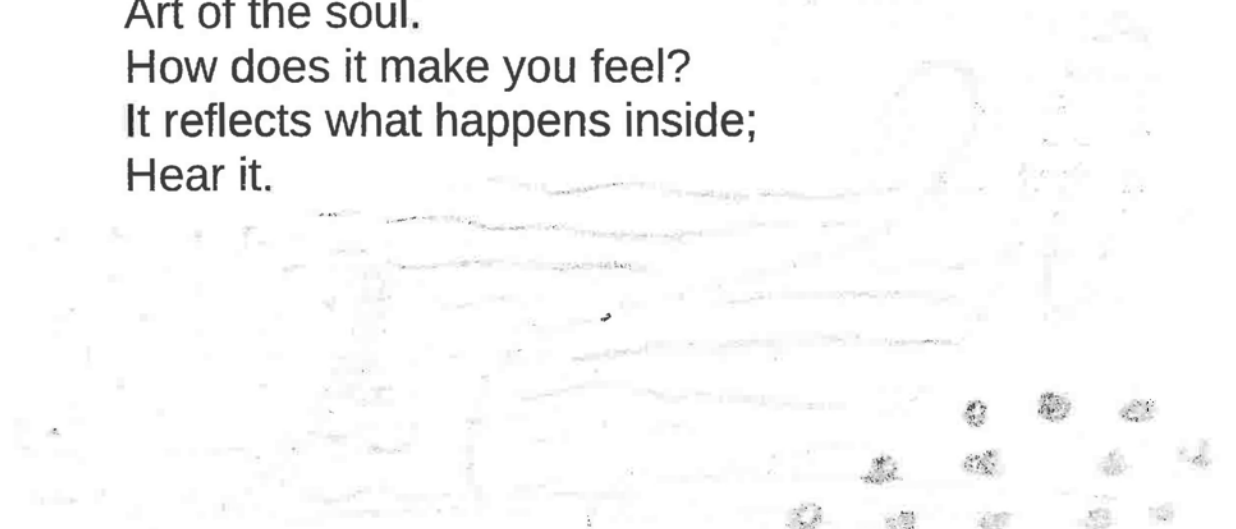 Art of the soul.
How does it make you feel?
It reflects what happens inside;
Hear it.